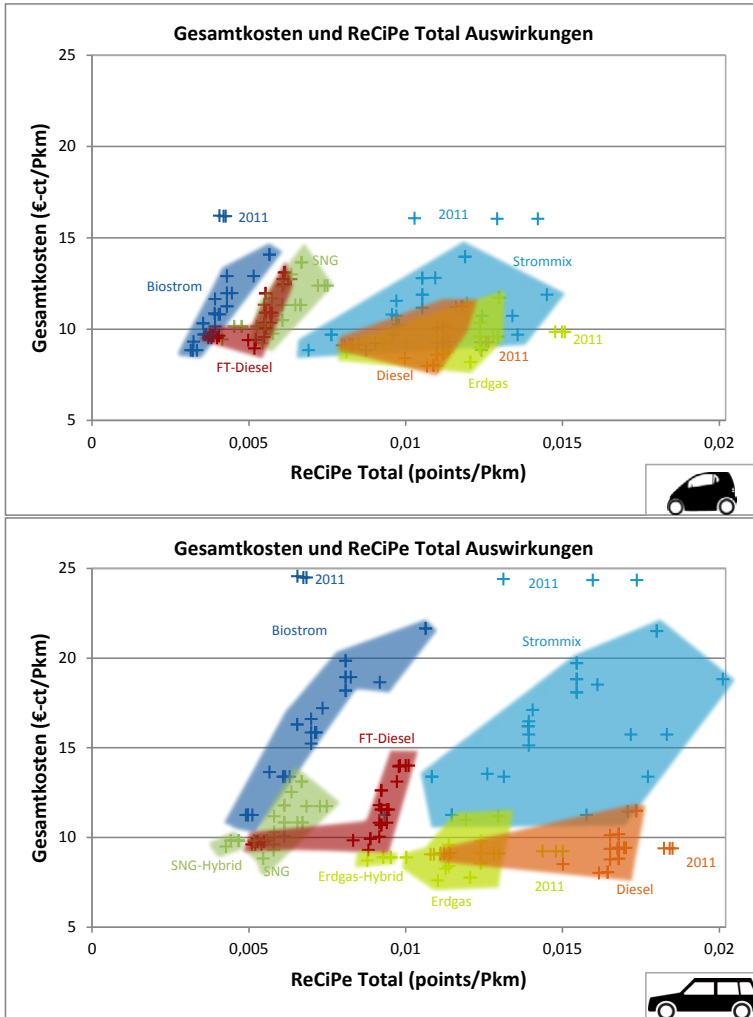 Gesamtkosten und ReCiPe Total Auswirkungen
25
20
15
10
5
0
0,005
0,01
0,015
0,02
Gesamtkosten (€-ct/Pkm)
ReCiPe Total (points/Pkm)
2011
2011
SNG
Strommix
Biostrom
FT-Diesel
Diesel
2011
2011
Erdgas
Gesamtkosten und ReCiPe Total Auswirkungen
25
20
15
10
5
0
0,005
0,01
0,015
0,02
Gesamtkosten (€-ct/Pkm)
ReCiPe Total (points/Pkm)
2011
2011
Biostrom
Strommix
FT-Diesel
SNG-Hybrid
SNG
Erdgas-Hybrid
Erdgas
2011
Diesel
2011